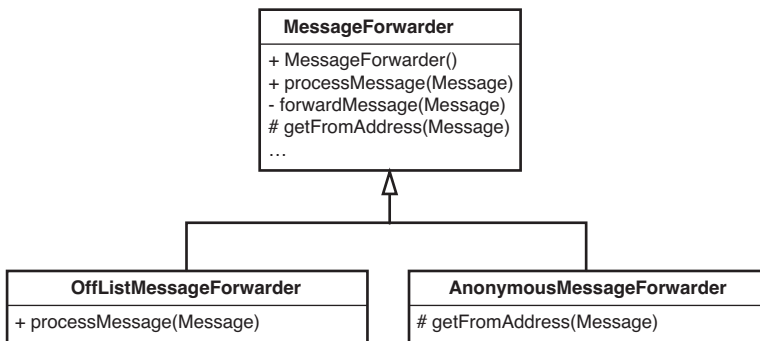 MessageForwarder
+ MessageForwarder()
+ processMessage(Message)
- forwardMessage(Message)
# getFromAddress(Message)
…
OffListMessageForwarder
+ processMessage(Message)
AnonymousMessageForwarder
# getFromAddress(Message)